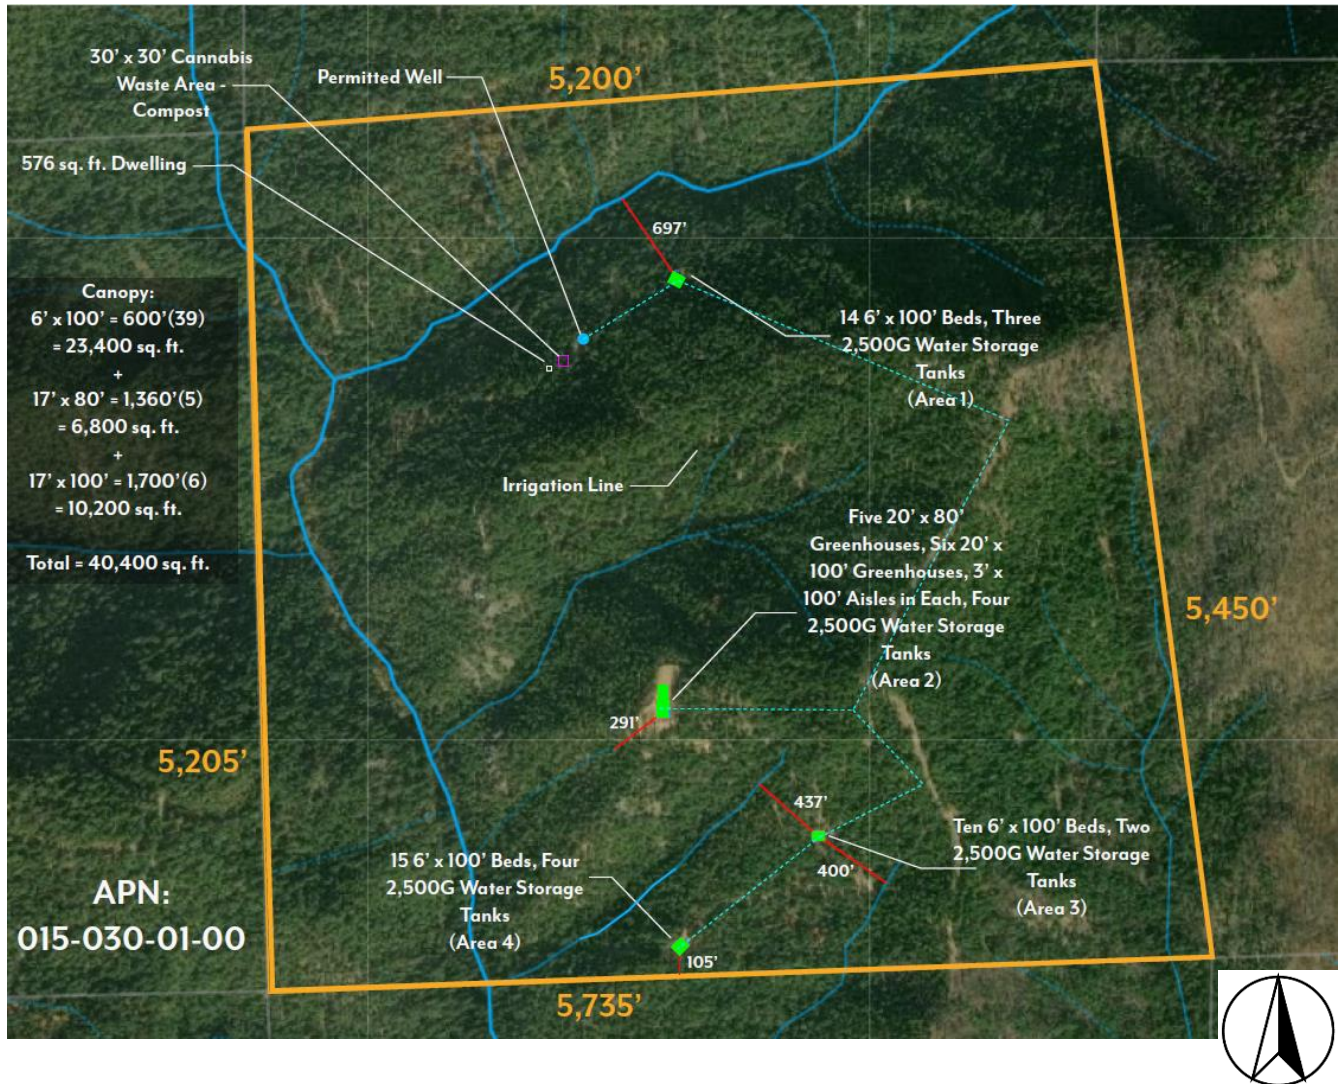 30' x 30' Cannabis
Waste Area -
Compost
Permitted Well
5,200'
576 sq. ft. Dwelling
697'
Canopy:
6' x 100' = 600'(39)
= 23,400 sq. ft.
+
17' x 80' = 1,360'(5)
= 6,800 sq. ft.
+
17' x 100' = 1,700'(6)
= 10,200 sq. ft.
Total = 40,400 sq. ft.
14 6' x 100' Beds, Three
2,500G Water Storage
Tanks
(Area 1)
Irrigation Line
Five 20' x 80'
Greenhouses, Six 20' x
100' Greenhouses, 3' x
100' Aisles in Each, Four
2,500G Water Storage
Tanks
(Area 2)
5,450'
291'
5,205'
437'
400'
Ten 6' x 100' Beds, Two
2,500G Water Storage
Tanks
(Area 3)
15 6' x 100' Beds, Four
2,500G Water Storage
Tanks
(Area 4)
APN:
015-030-01-00
105'
5,735'